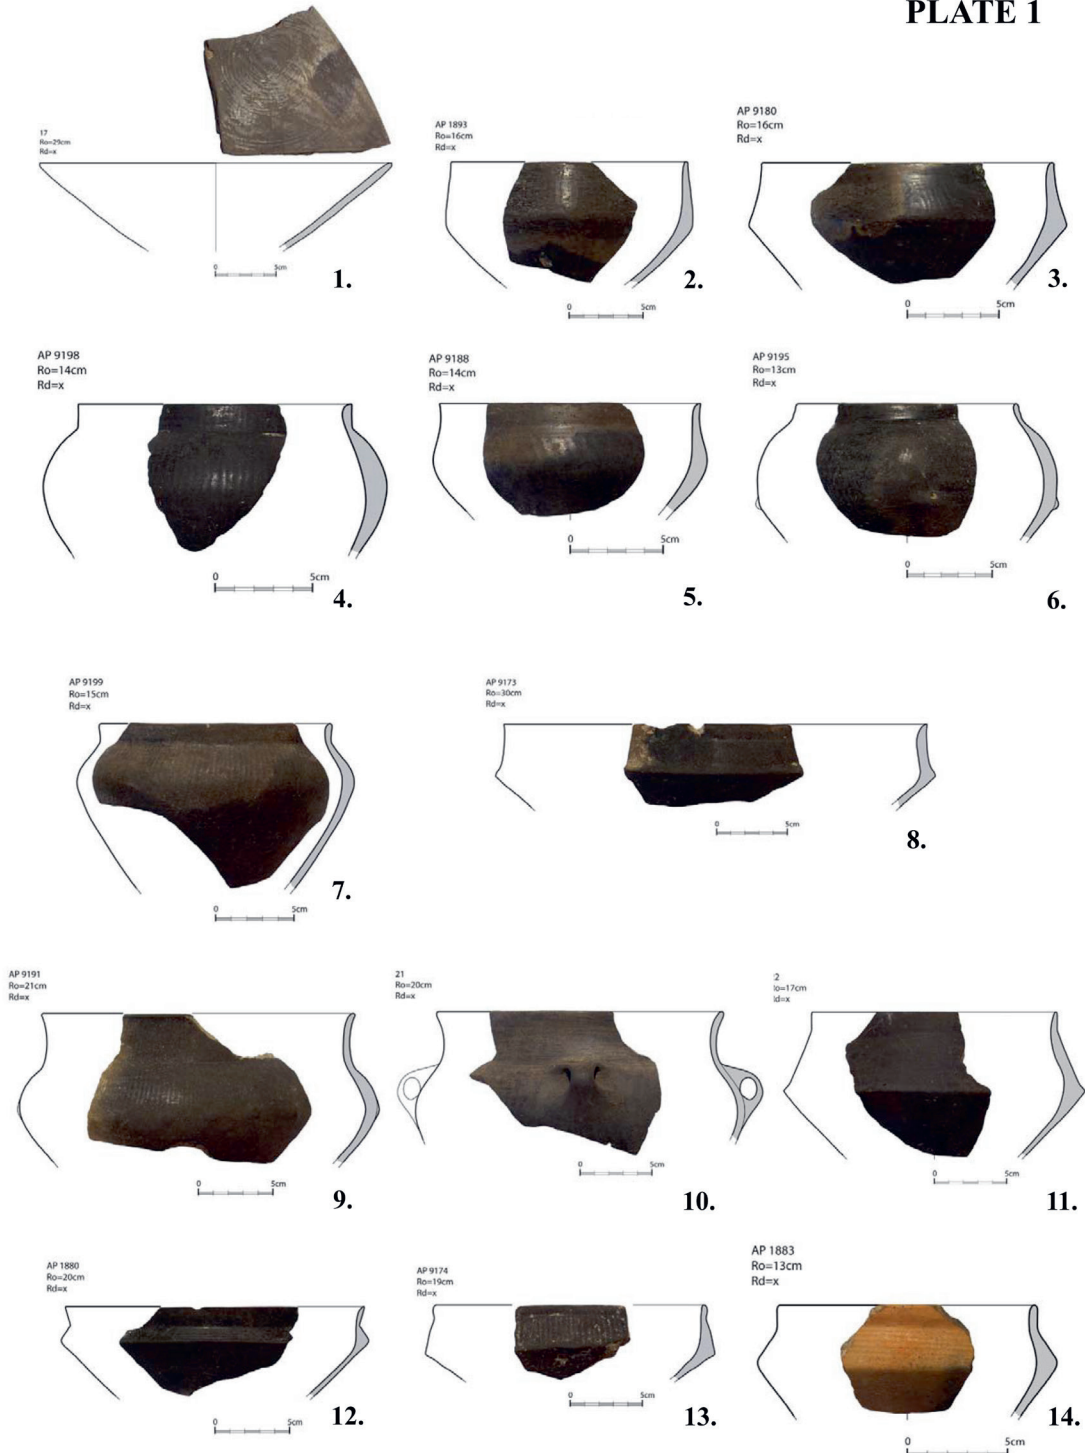 PLATE 1
17
Ro=29cm
Rd=x
0 5cm
1.
AP 1893
Ro=16cm
Rd=x
0 5cm
2.
AP 9180
Ro=16cm
Rd=x
0 5cm
3.
AP 9198
Ro=14cm
Rd=x
0 5cm
4.
AP 9188
Ro=14cm
Rd=x
0 5cm
5.
AP 9195
Ro=13cm
Rd=x
0 5cm
6.
AP 9199
Ro=15cm
Rd=x
0 5cm
7.
AP 9173
Ro=30cm
Rd=x
0 5cm
8.
AP 9191
Ro=21cm
Rd=x
0 5cm
9.
21
Ro=20cm
Rd=x
0 5cm
10.
2
o=17cm
d=x
0 5cm
11.
AP 1880
Ro=20cm
Rd=x
0 5cm
12.
AP 9174
Ro=19cm
Rd=x
0 5cm
13.
AP 1883
Ro=13cm
Rd=x
0 5cm
14.